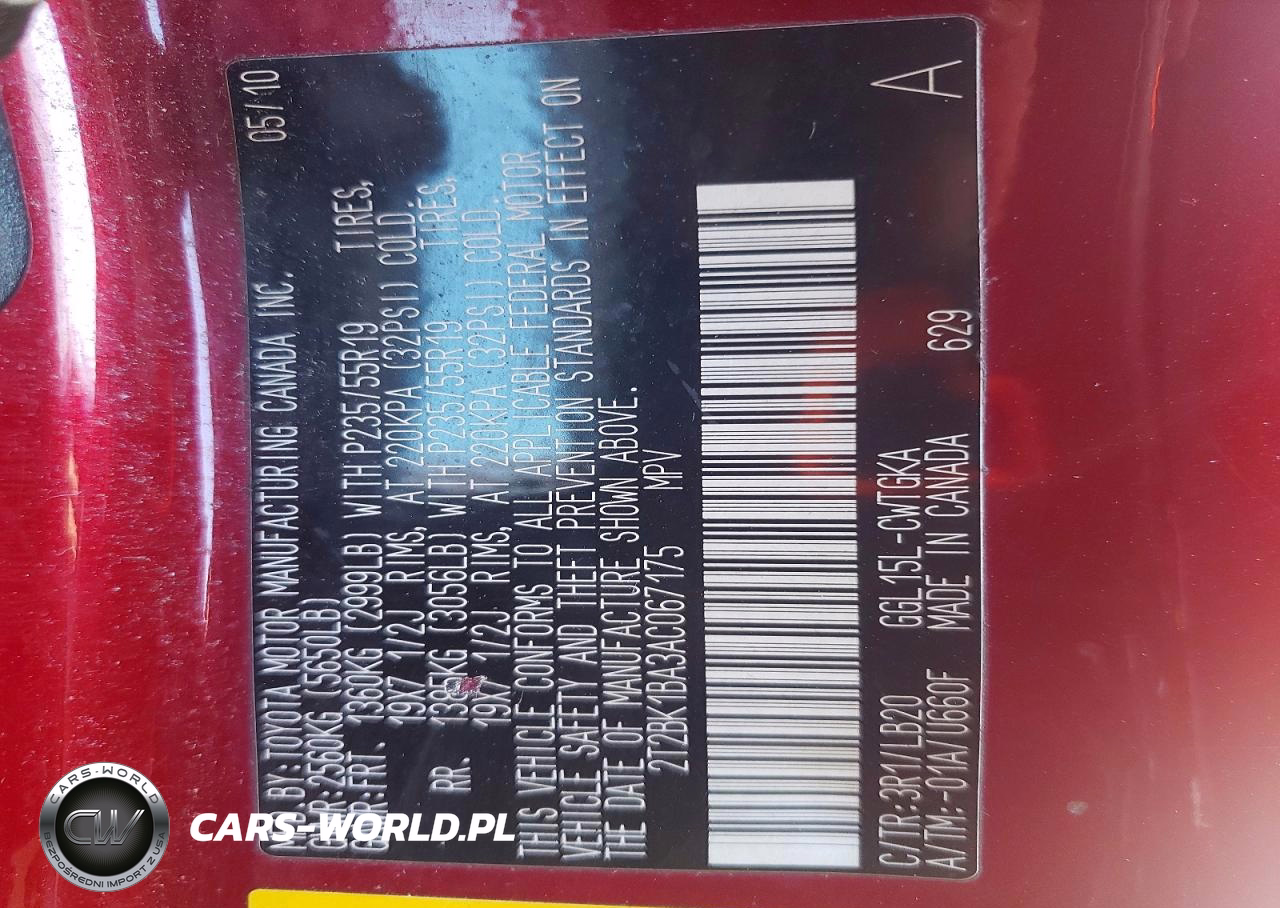 MFD.BY:TOYOTA MOTOR MANUFACTURING CANADA INC. 05/10
GVWR:2560KG (5650LB)
GAWR:FRT. 1360KG (2999LB) WITH P235/55R19 TIRES,
19X7 1/2J RIMS, AT 220KPA (32PSI) COLD.
RR. 1385KG (3056LB) WITH P235/55R19 TIRES,
19X7 1/2J RIMS, AT 220KPA (32PSI) COLD.
THIS VEHICLE CONFORMS TO ALL APPLICABLE FEDERAL MOTOR
VEHICLE SAFETY AND THEFT PREVENTION STANDARDS IN EFFECT ON
THE DATE OF MANUFACTURE SHOWN ABOVE.
2T2BK1BA3AC067175 MPV
C/TR:3R1/LB20 GGL15L-CWTGKA A
A/TM:-01A/U660F MADE IN CANADA 629
CARS-WORLD
CW
BEZPOŚREDNI IMPORT Z USA
CARS-WORLD.PL